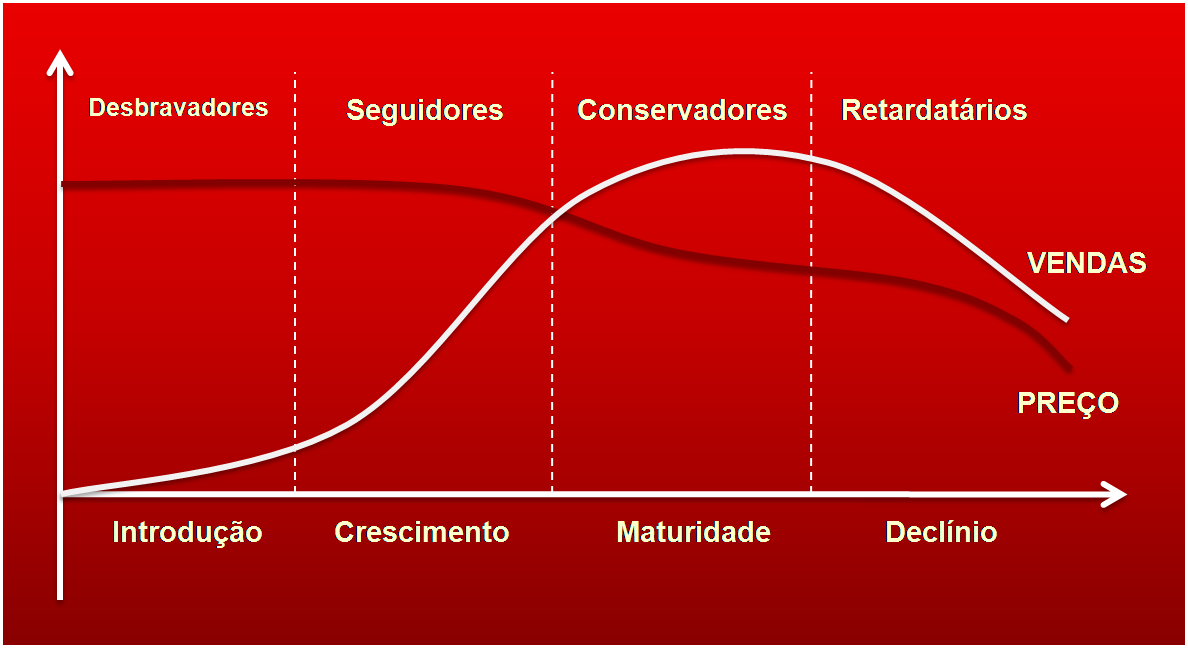 Desbravadores
Seguidores
Conservadores
Retardatários
VENDAS
PREÇO
Introdução
Crescimento
Maturidade
Declínio